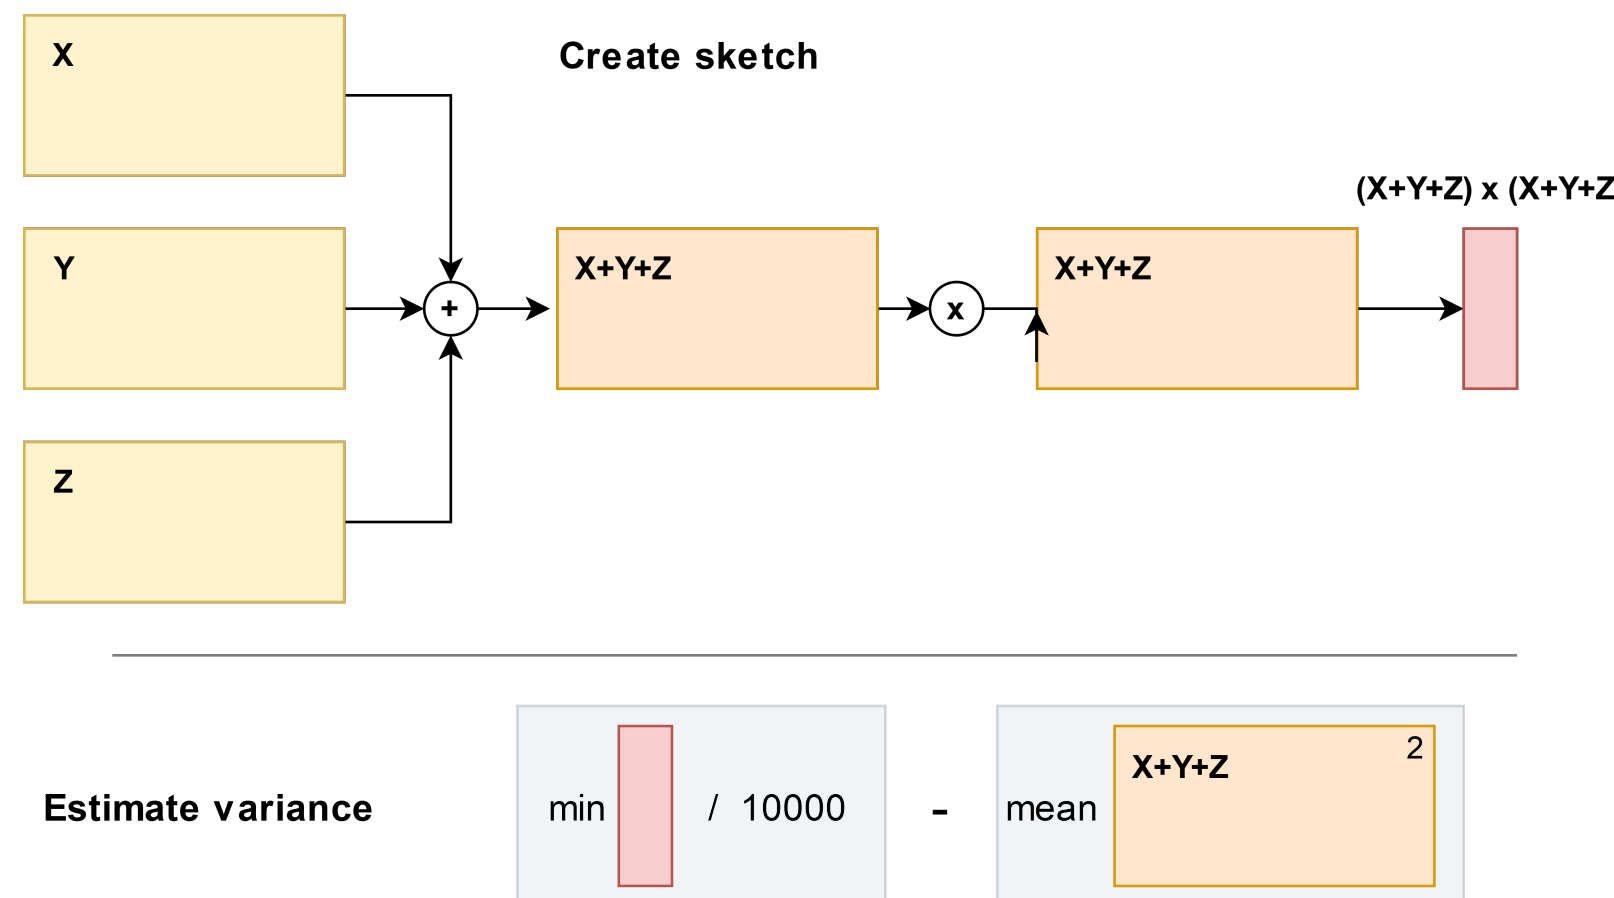 X
Create sketch
(X+Y+Z) x (X+Y+Z
Y
+
X+Y+Z
x
X+Y+Z
Z
Estimate variance
min
/ 10000
-
mean
X+Y+Z
2